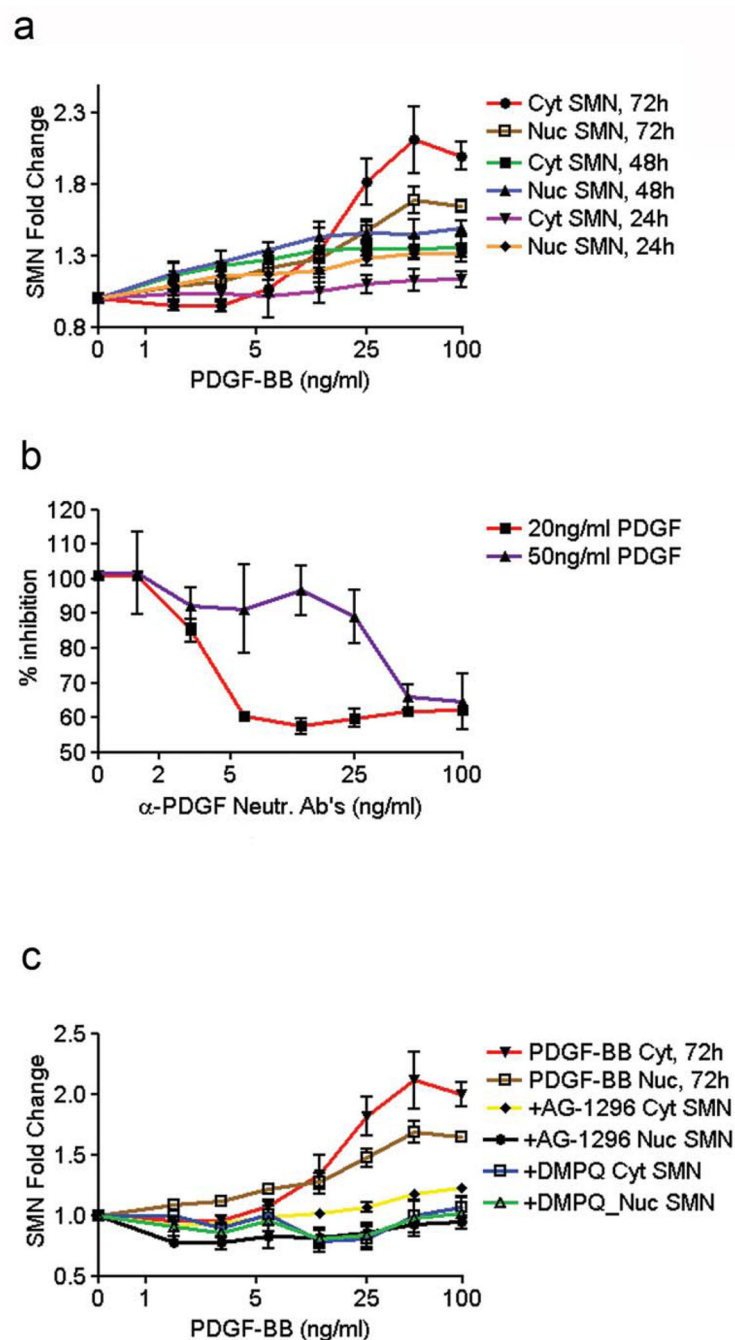 a
SMN Fold Change
2.3
1.8
1.3
0.8
0 1 5 25 100
PDGF-BB (ng/ml)
Cyt SMN, 72h
Nuc SMN, 72h
Cyt SMN, 48h
Nuc SMN, 48h
Cyt SMN, 24h
Nuc SMN, 24h
b
% inhibition
120
110
100
90
80
70
60
50
0 2 5 25 100
α-PDGF Neutr. Ab's (ng/ml)
20ng/ml PDGF
50ng/ml PDGF
c
SMN Fold Change
2.5
2.0
1.5
1.0
0.5
0 1 5 25 100
PDGF-BB (ng/ml)
PDGF-BB Cyt, 72h
PDGF-BB Nuc, 72h
+AG-1296 Cyt SMN
+AG-1296 Nuc SMN
+DMPQ Cyt SMN
+DMPQ_Nuc SMN